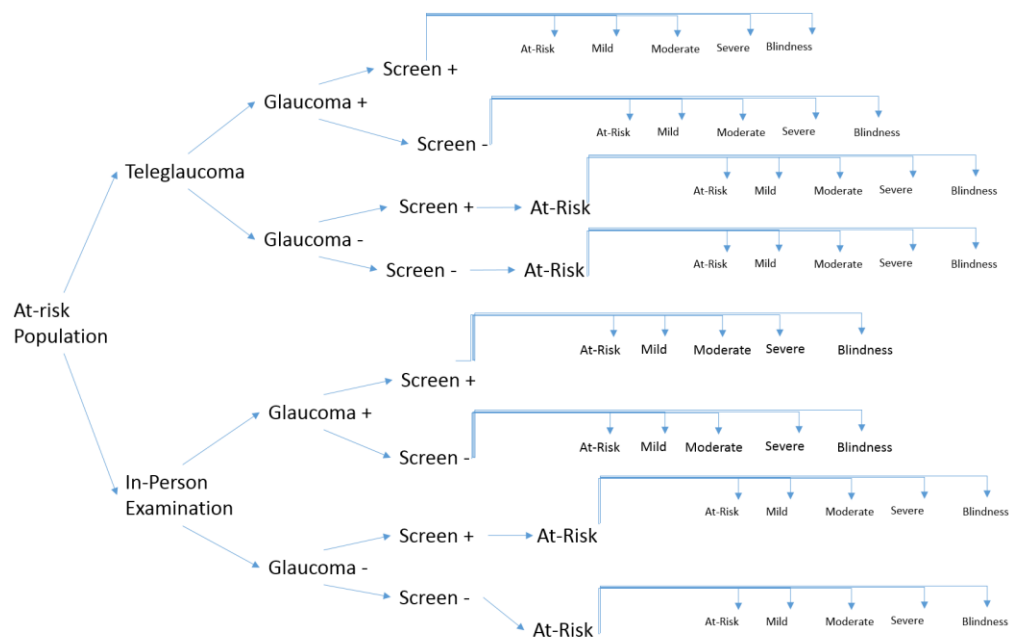 At-Risk Mild Moderate Severe Blindness
Screen +
Glaucoma +
At-Risk Mild Moderate Severe Blindness
Screen -
Teleglaucoma
At-Risk Mild Moderate Severe Blindness
Screen + At-Risk
Glaucoma -
At-Risk Mild Moderate Severe Blindness
Screen - At-Risk
At-risk
Population
At-Risk Mild Moderate Severe Blindness
Screen +
Glaucoma +
At-Risk Mild Moderate Severe Blindness
Screen -
In-Person
Examination
At-Risk Mild Moderate Severe Blindness
Screen + At-Risk
Glaucoma -
Screen -
At-Risk Mild Moderate Severe Blindness
At-Risk